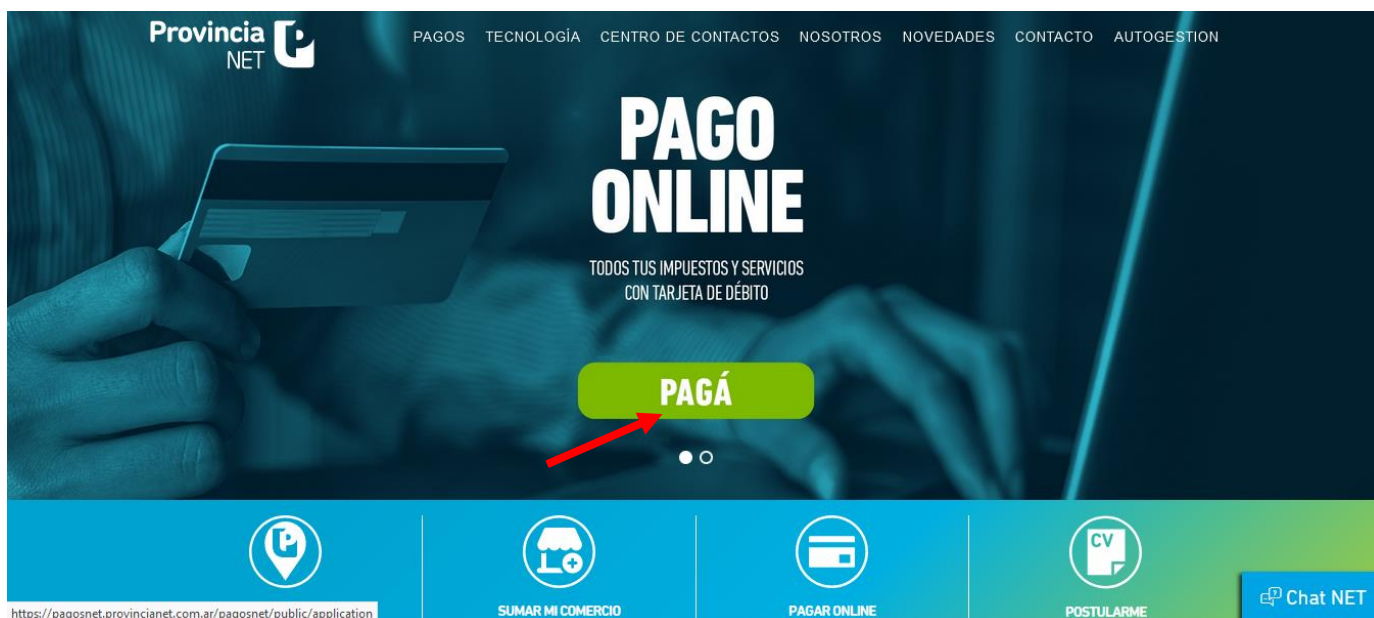 Provincia
NET
PAGOS TECNOLOGÍA CENTRO DE CONTACTOS NOSOTROS NOVEDADES CONTACTO AUTOGESTION
PAGO
ONLINE
TODOS TUS IMPUESTOS Y SERVICIOS
CON TARJETA DE DÉBITO
PAGÁ
CV
SUMAR MI COMERCIO
PAGAR ONLINE
POSTULARME
Chat NET
https://pagosnet.provincianet.com.ar/pagosnet/public/application